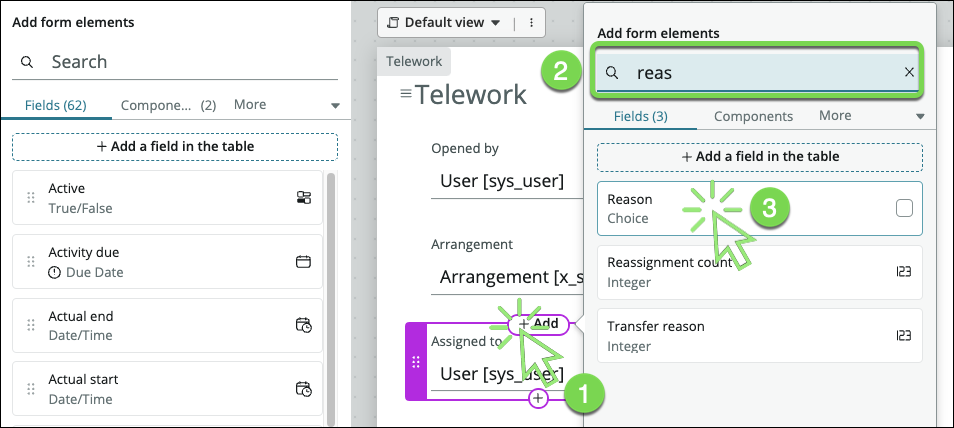 Add form elements
Search
Fields (62)
Compone... (2)
More
+ Add a field in the table
Active
True/False
Activity due
Due Date
Actual end
Date/Time
Actual start
Date/Time
Default view
Telework
Telework
Opened by
User [sys_user]
Arrangement
Arrangement [x_s
+ Add
Assigned to
User [sys_user]
1
2
Add form elements
reas
Fields (3)
Components
More
+ Add a field in the table
Reason
Choice
3
Reassignment count
Integer
123
Transfer reason
Integer
123